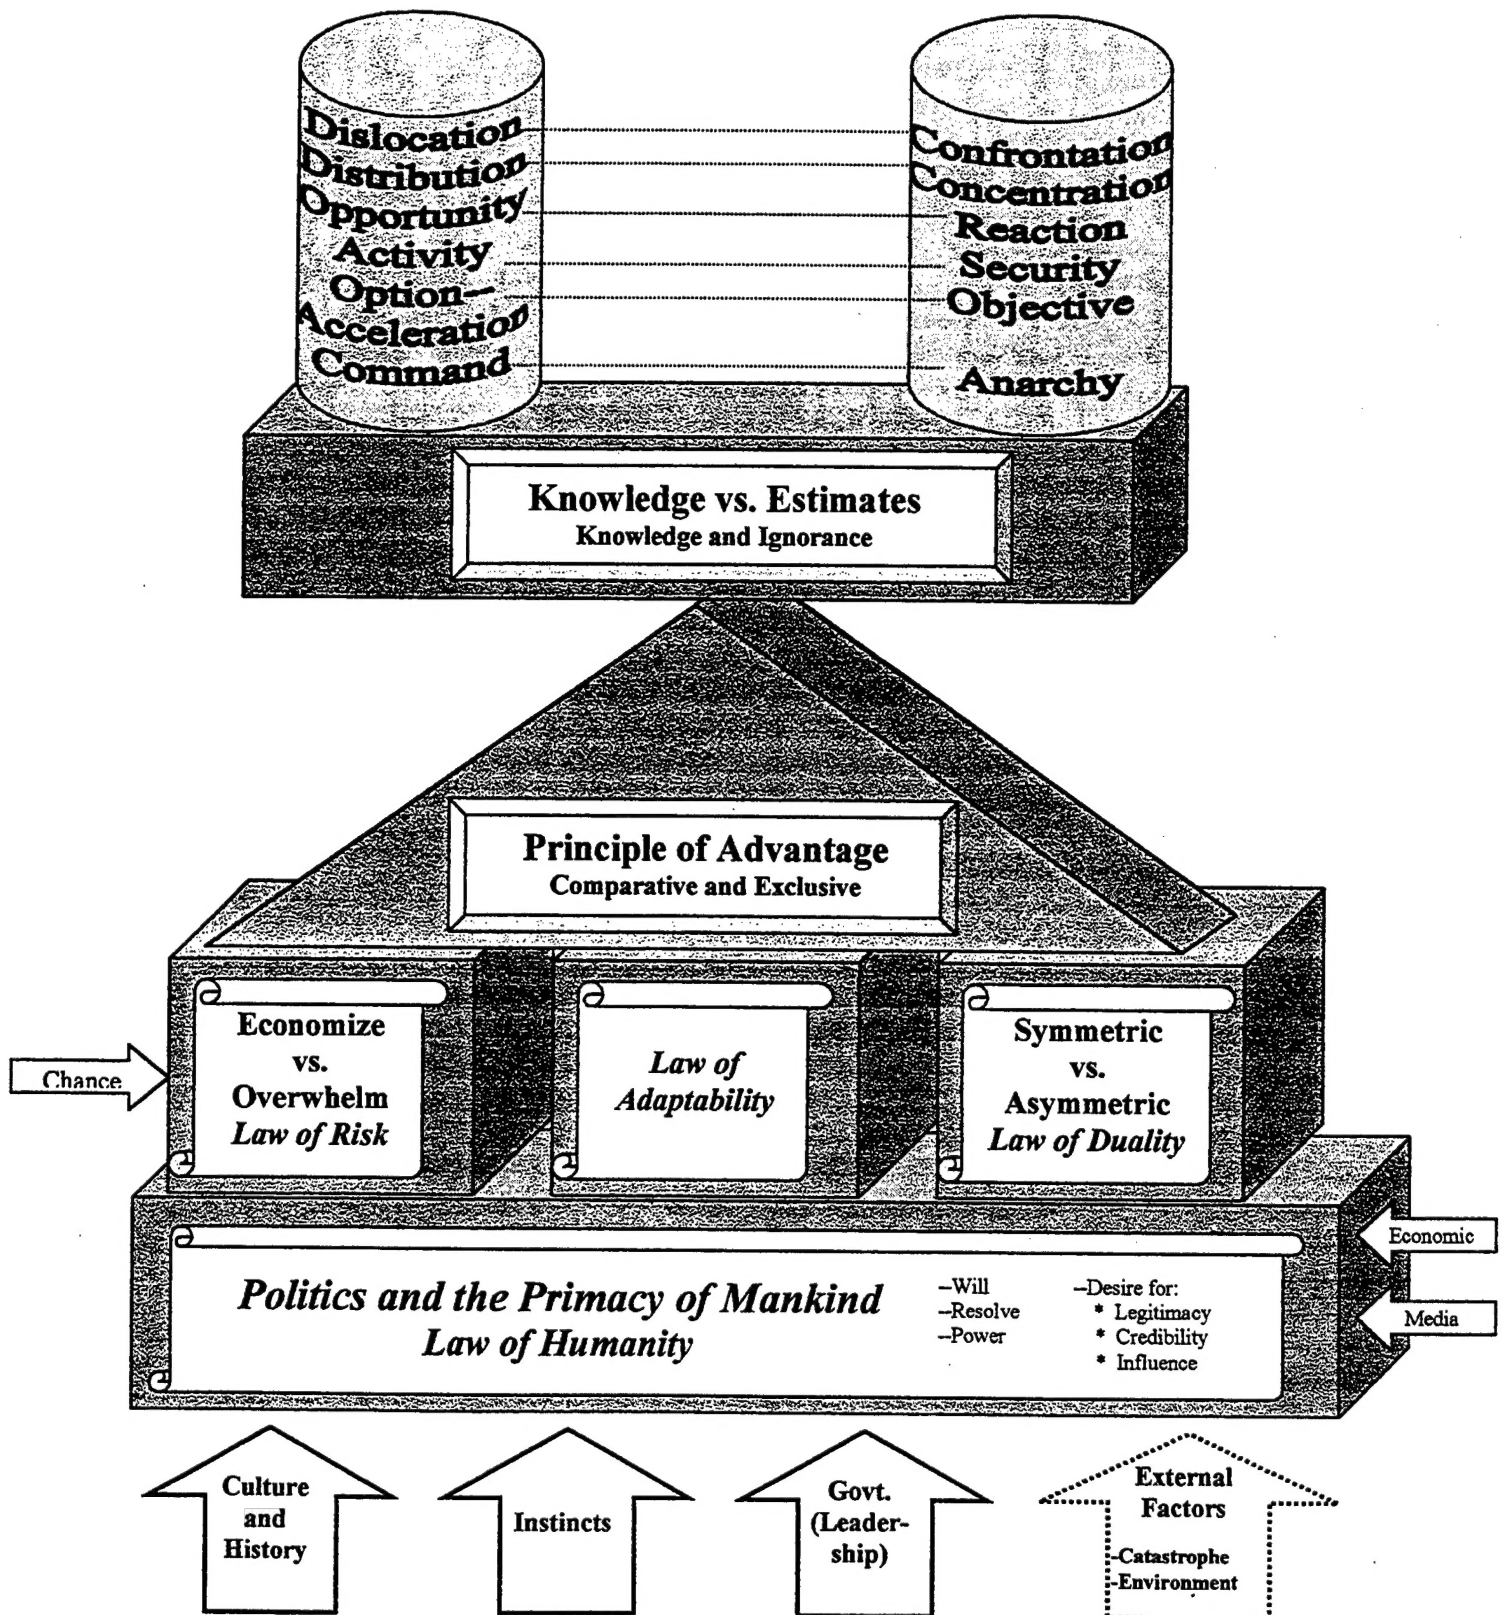 Dislocation
Distribution
Opportunity
Activity
Option--
Acceleration
Command
Confrontation
Concentration
Reaction
Security
Objective
Anarchy
Knowledge vs. Estimates
Knowledge and Ignorance
Principle of Advantage
Comparative and Exclusive
Chance
Economize
vs.
Overwhelm
Law of Risk
Law of
Adaptability
Symmetric
vs.
Asymmetric
Law of Duality
Politics and the Primacy of Mankind
Law of Humanity
--Will
--Resolve
--Power
--Desire for:
* Legitimacy
* Credibility
* Influence
Economic
Media
Culture
and
History
Instincts
Govt.
(Leader-
ship)
External
Factors
-Catastrophe
-Environment